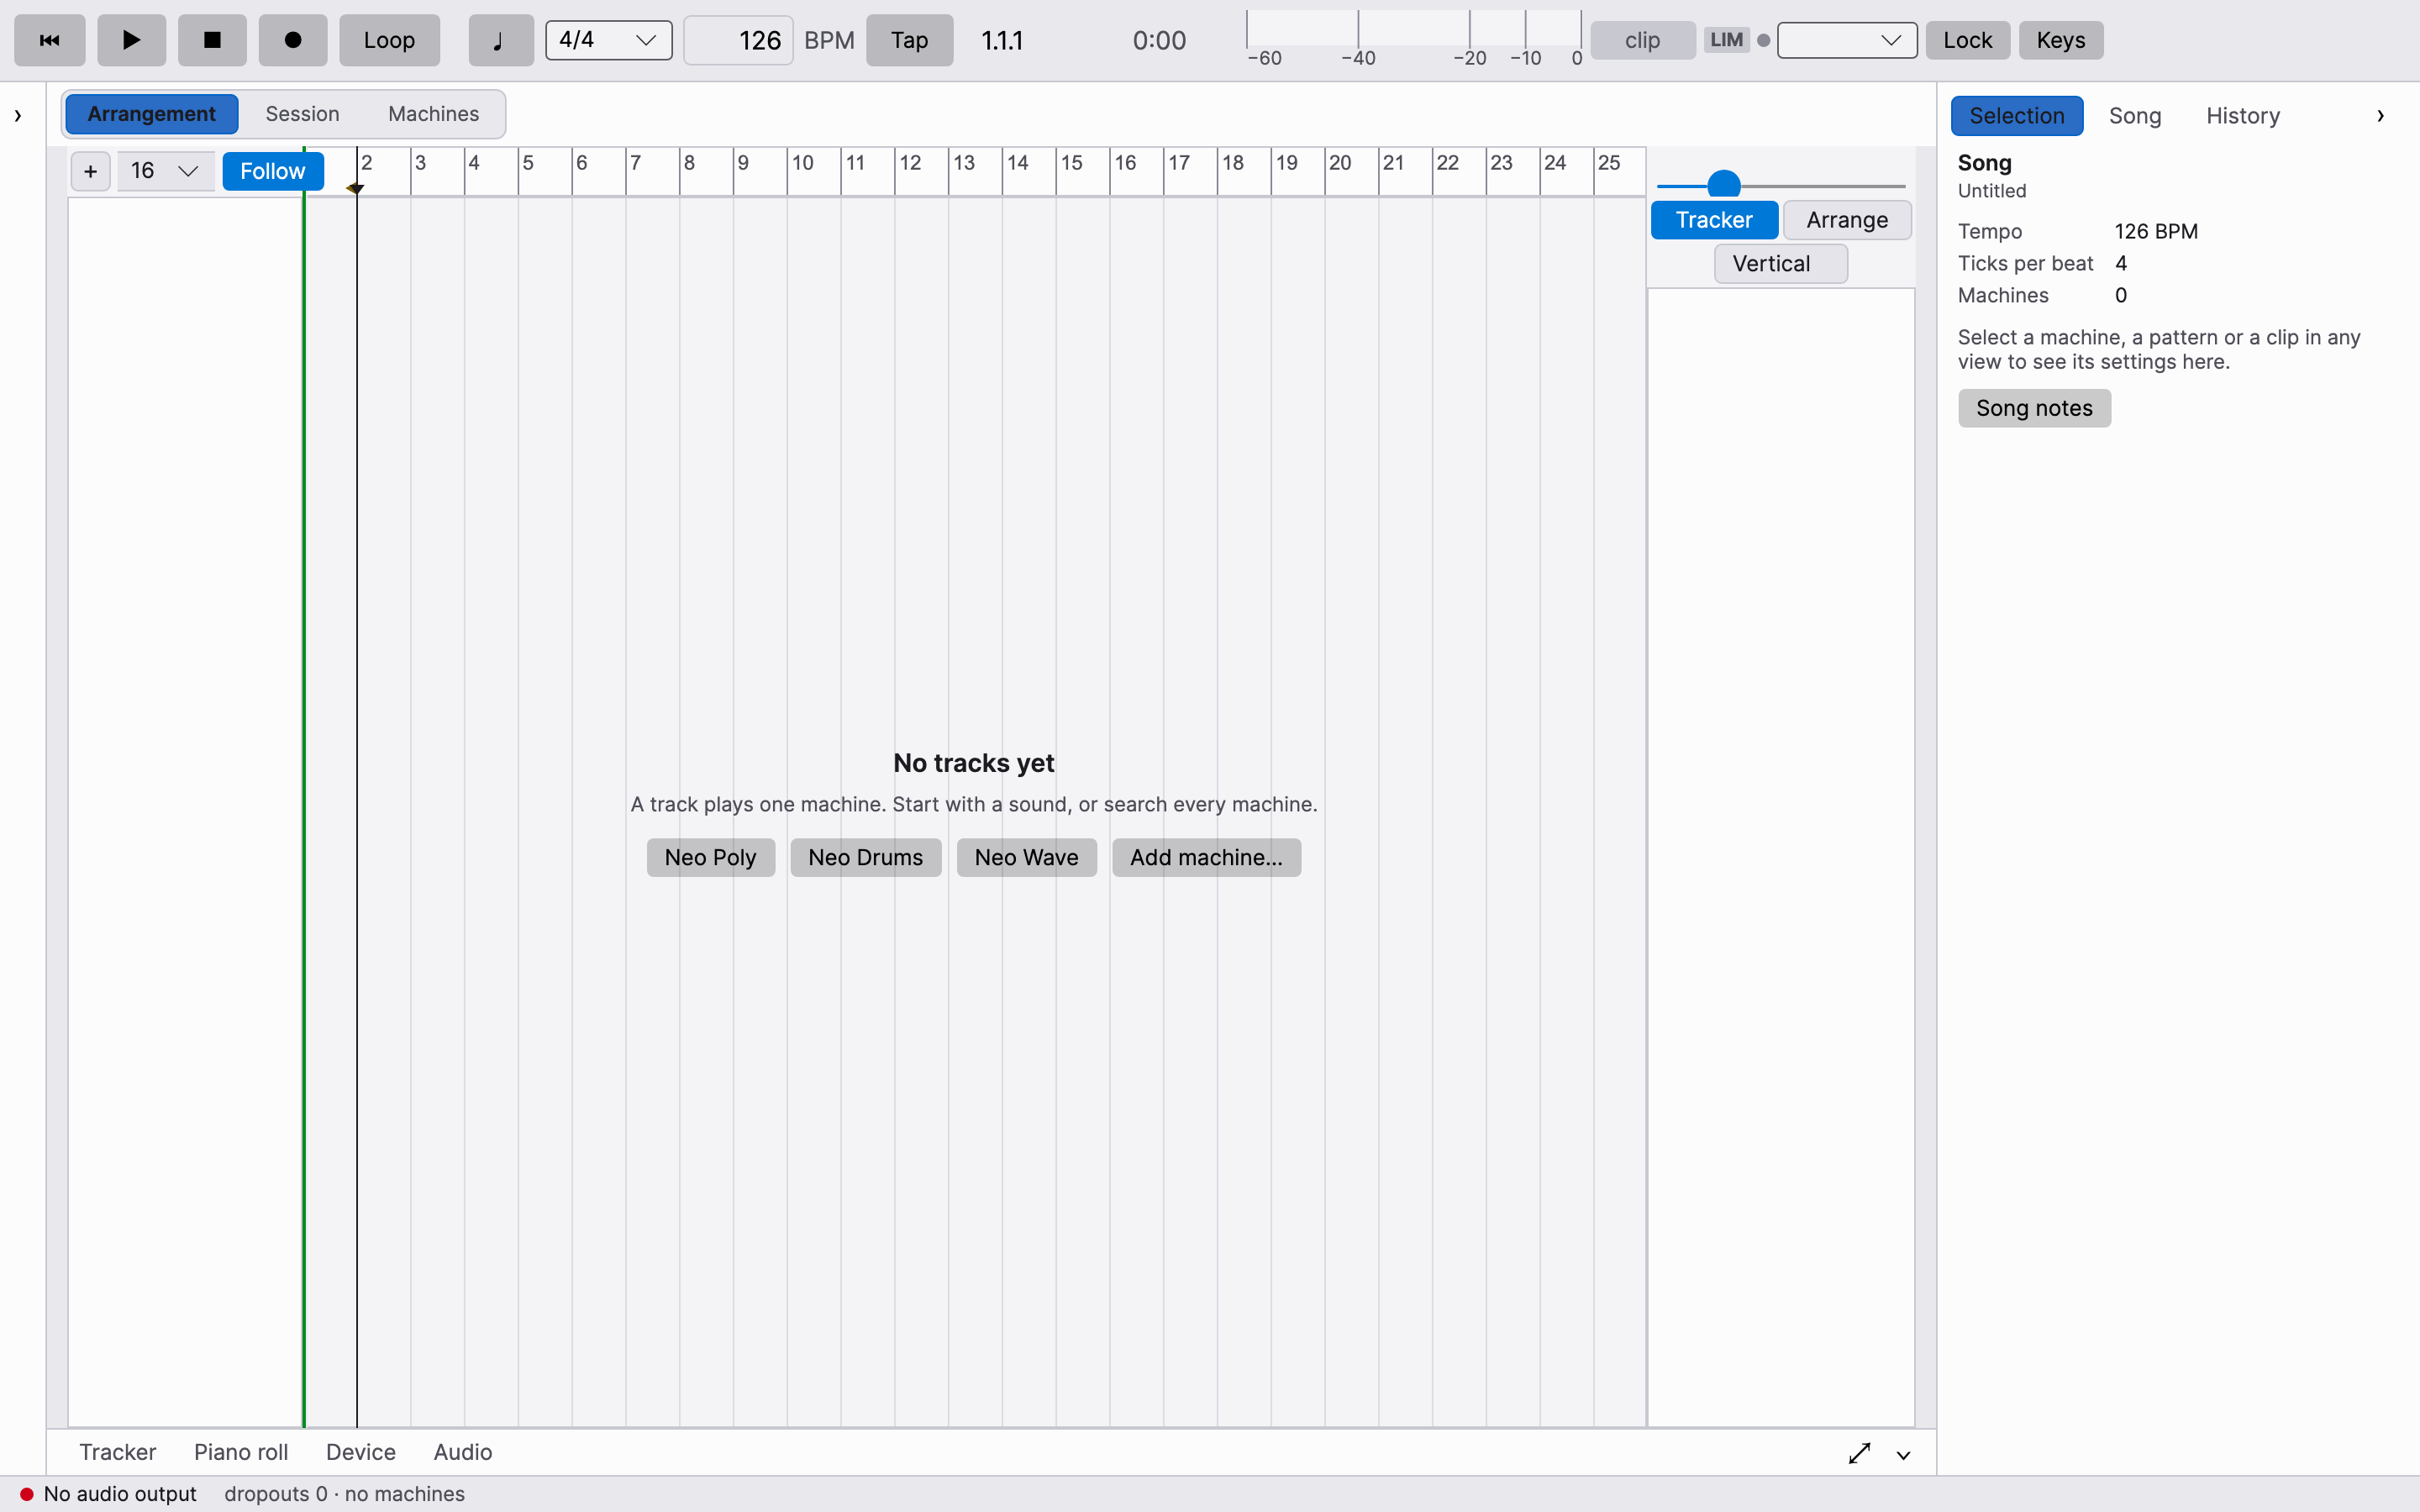 Loop
4/4
126
BPM
Tap
1.1.1
0:00
−60
−40
−20
−10
0
clip
LIM
Lock
Keys
Arrangement
Session
Machines
Selection
Song
History
+
16
Follow
2
3
4
5
6
7
8
9
10
11
12
13
14
15
16
17
18
19
20
21
22
23
24
25
Tracker
Arrange
Vertical
Song
Untitled
Tempo 126 BPM
Ticks per beat 4
Machines 0
Select a machine, a pattern or a clip in any
view to see its settings here.
Song notes
No tracks yet
A track plays one machine. Start with a sound, or search every machine.
Neo Poly
Neo Drums
Neo Wave
Add machine...
Tracker
Piano roll
Device
Audio
No audio output
dropouts 0 · no machines